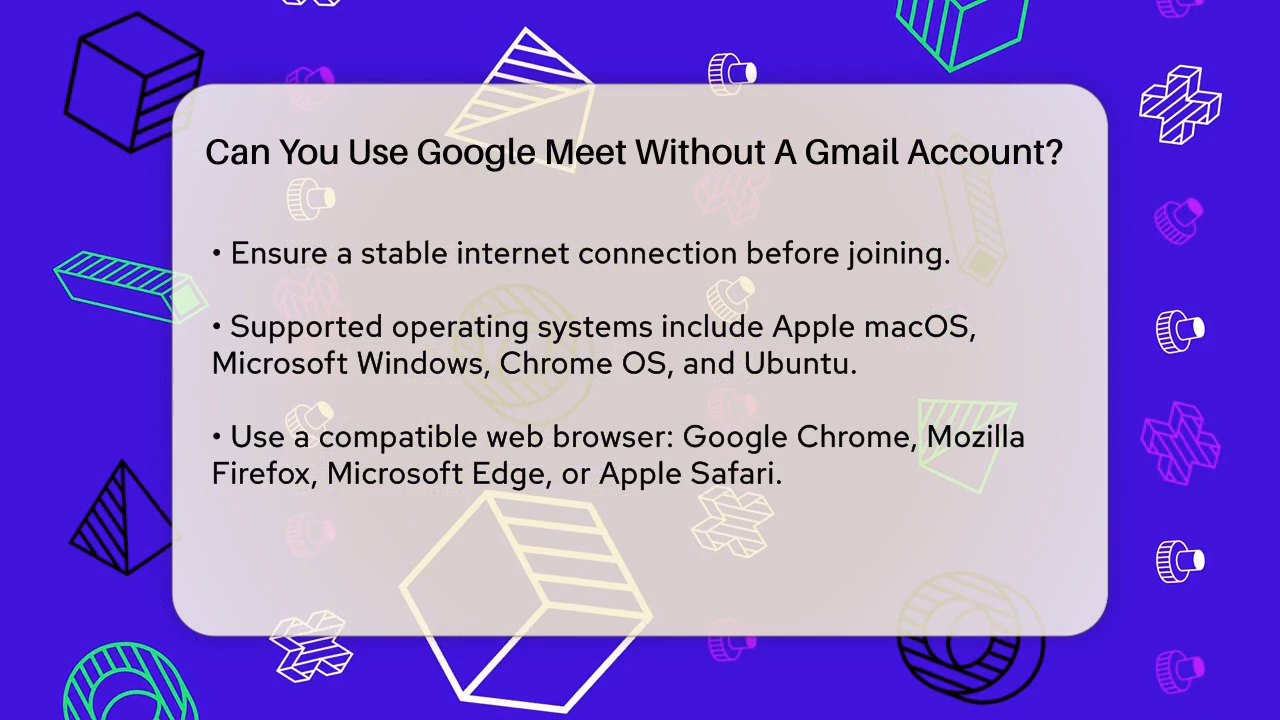 Can You Use Google Meet Without A Gmail Account?
• Ensure a stable internet connection before joining.
• Supported operating systems include Apple macOS,
Microsoft Windows, Chrome OS, and Ubuntu.
• Use a compatible web browser: Google Chrome, Mozilla
Firefox, Microsoft Edge, or Apple Safari.